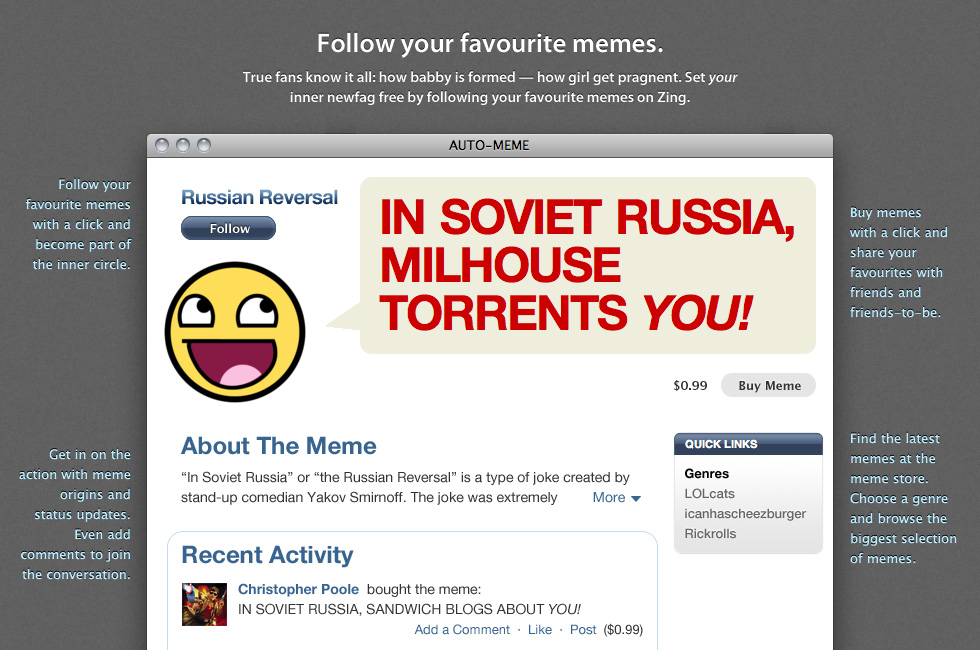 Follow your favourite memes.
True fans know it all: how babby is formed — how girl get pragnent. Set your
inner newfag free by following your favourite memes on Zing.
AUTO-MEME
Follow your
favourite memes
with a click and
become part of
the inner circle.
Russian Reversal
Follow
IN SOVIET RUSSIA,
MILHOUSE
TORRENTS YOU!
Buy memes
with a click and
share your
favourites with
friends and
friends-to-be.
$0.99 Buy Meme
Get in on the
action with meme
origins and
status updates.
Even add
comments to join
the conversation.
About The Meme
“In Soviet Russia” or “the Russian Reversal” is a type of joke created by
stand-up comedian Yakov Smirnoff. The joke was extremely More
Recent Activity
Christopher Poole bought the meme:
IN SOVIET RUSSIA, SANDWICH BLOGS ABOUT YOU!
Add a Comment · Like · Post ($0.99)
QUICK LINKS
Genres
LOLcats
icanhascheezburger
Rickrolls
Find the latest
memes at the
meme store.
Choose a genre
and browse the
biggest selection
of memes.